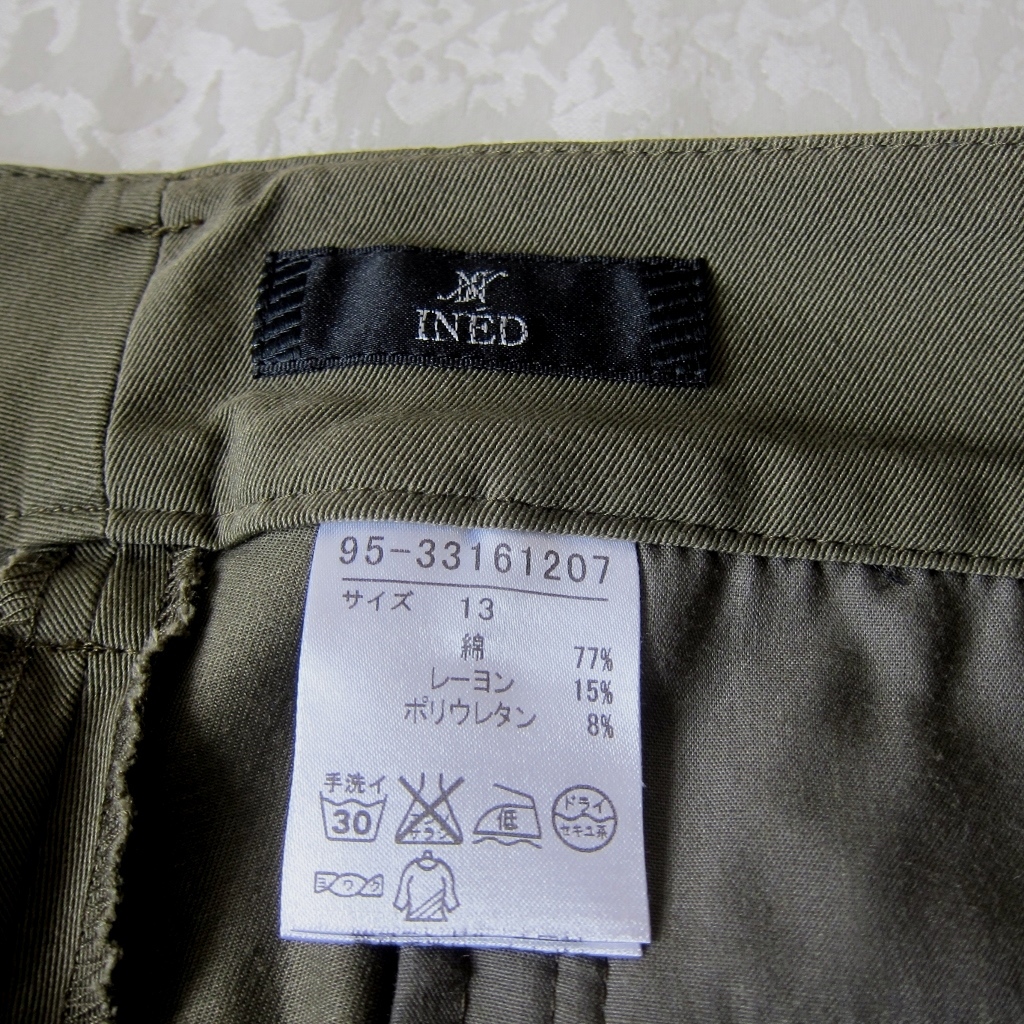 INÉD
95-33161207
サイズ 13
綿 77%
レーヨン 15%
ポリウレタン 8%
手洗イ
30
低
ドライ
セキユ系